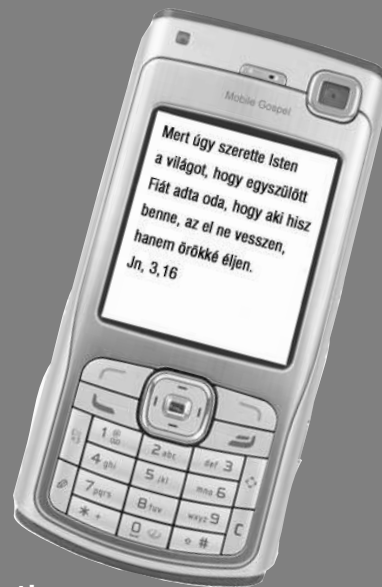 Mobile Gospel
Mert úgy szerette Isten
a világot, hogy egyszülött
Fiát adta oda, hogy aki hisz
benne, az el ne vesszen,
hanem örökké éljen.
Jn, 3,16
1
2 abc
def 3
4 ghi
5 jkl
mno 6
7 pqrs
8 tuv
wxyz 9
* +
0
#
C